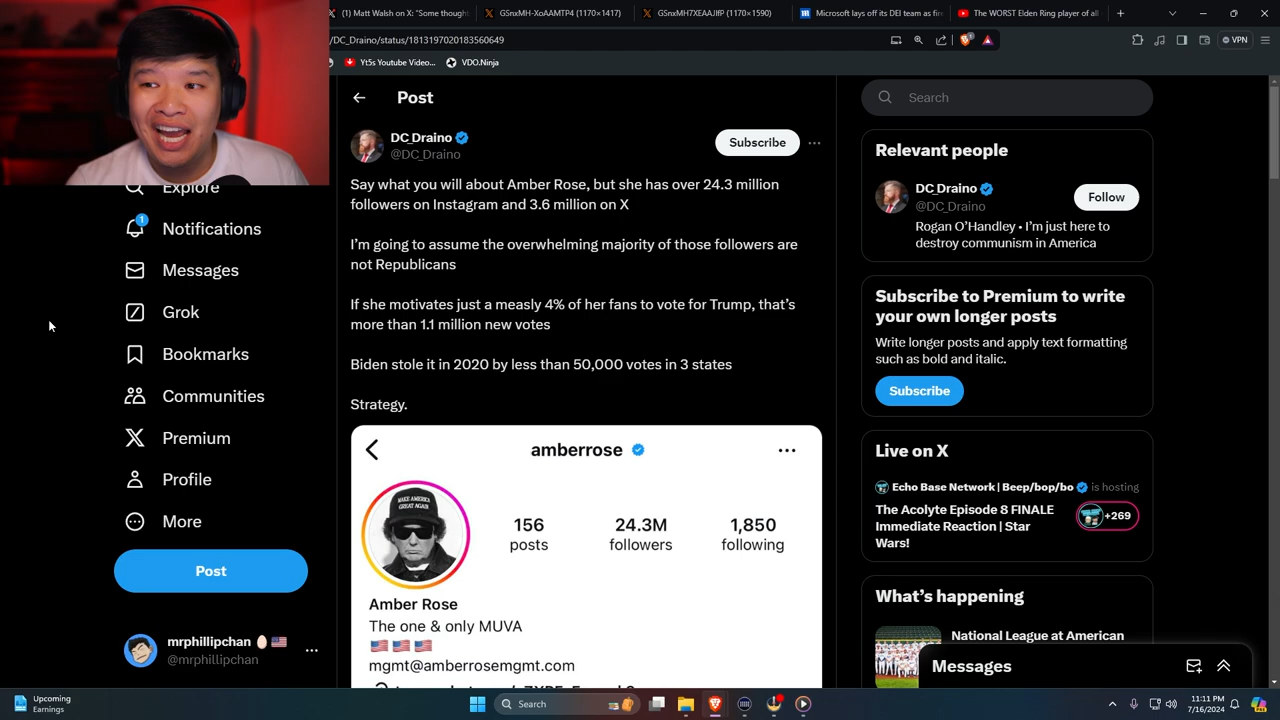 (1) Matt Walsh on X: "Some though
GSnxMH-XoAAMTP4 (1170×1417)
GSnxMH7XEAAJIfP (1170×1590)
Microsoft lays off its DEI team as fir
The WORST Elden Ring player of all
/DC_Draino/status/1813197020183560649
VPN
Yt5s Youtube Video...
VDO.Ninja
Explore
1
Notifications
Messages
Grok
Bookmarks
Communities
Premium
Profile
More
Post
mrphillipchan
@mrphillipchan
Post
DC_Draino
@DC_Draino
Subscribe
Say what you will about Amber Rose, but she has over 24.3 million
followers on Instagram and 3.6 million on X
I'm going to assume the overwhelming majority of those followers are
not Republicans
If she motivates just a measly 4% of her fans to vote for Trump, that's
more than 1.1 million new votes
Biden stole it in 2020 by less than 50,000 votes in 3 states
Strategy.
amberrose
MAKE AMERICA
GREAT AGAIN
156
posts
24.3M
followers
1,850
following
Amber Rose
The one & only MUVA
🇺🇸🇺🇸🇺🇸
mgmt@amberrosemgmt.com
Search
Relevant people
DC_Draino
@DC_Draino
Follow
Rogan O'Handley • I'm just here to
destroy communism in America
Subscribe to Premium to write
your own longer posts
Write longer posts and apply text formatting
such as bold and italic.
Subscribe
Live on X
Echo Base Network | Beep/bop/bo
is hosting
The Acolyte Episode 8 FINALE
Immediate Reaction | Star
Wars!
+269
What's happening
National League at American
Messages
Upcoming
Earnings
Search
11:11 PM
7/16/2024